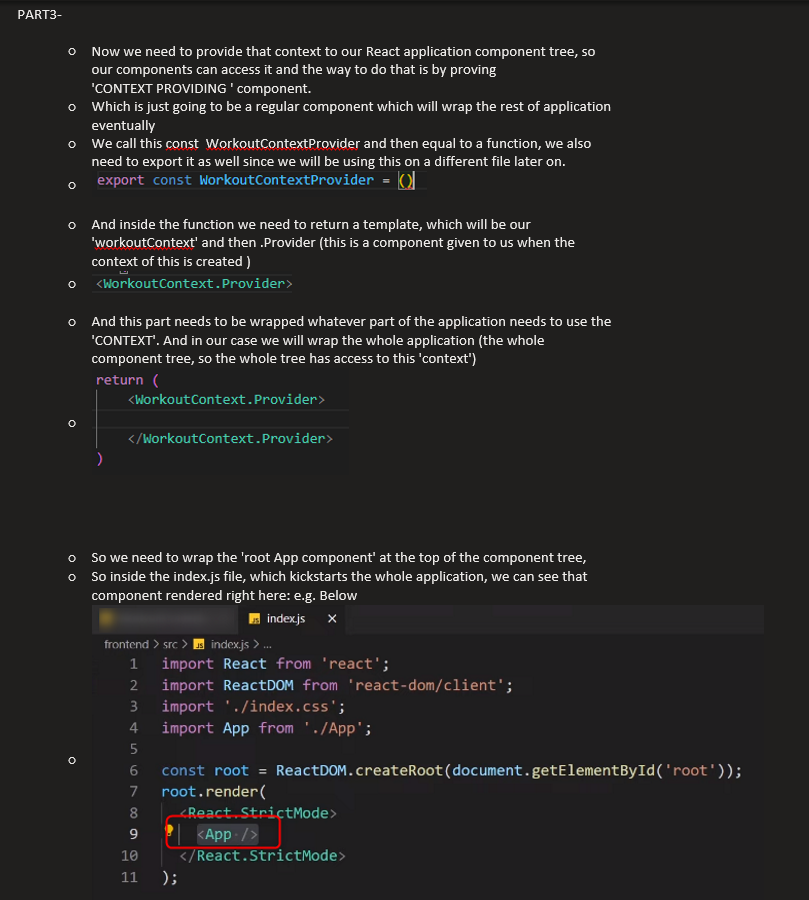 PART3-
Now we need to provide that context to our React application component tree, so
our components can access it and the way to do that is by proving
'CONTEXT PROVIDING ' component.
Which is just going to be a regular component which will wrap the rest of application
eventually
We call this const  WorkoutContextProvider and then equal to a function, we also
need to export it as well since we will be using this on a different file later on.
export const WorkoutContextProvider = ()
And inside the function we need to return a template, which will be our
'workoutContext' and then .Provider (this is a component given to us when the
context of this is created )
<WorkoutContext.Provider>
And this part needs to be wrapped whatever part of the application needs to use the
'CONTEXT'. And in our case we will wrap the whole application (the whole
component tree, so the whole tree has access to this 'context')
return (
<WorkoutContext.Provider>
</WorkoutContext.Provider>
)
So we need to wrap the 'root App component' at the top of the component tree,
So inside the index.js file, which kickstarts the whole application, we can see that
component rendered right here: e.g. Below
JS index.js ×
frontend > src > JS index.js > ...
1 import React from 'react';
2 import ReactDOM from 'react-dom/client';
3 import './index.css';
4 import App from './App';
5
6 const root = ReactDOM.createRoot(document.getElementById('root'));
7 root.render(
8 <React.StrictMode>
9 <App />
10 </React.StrictMode>
11 );